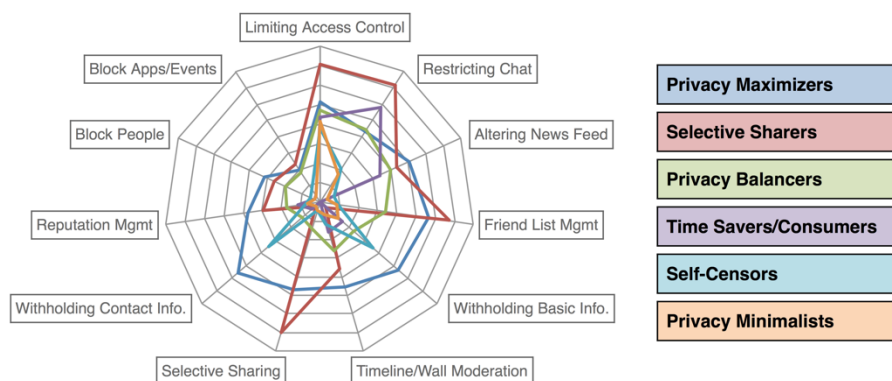 Limiting Access Control
Block Apps/Events
Restricting Chat
Block People
Altering News Feed
Reputation Mgmt
Friend List Mgmt
Withholding Contact Info.
Withholding Basic Info.
Selective Sharing
Timeline/Wall Moderation
Privacy Maximizers
Selective Sharers
Privacy Balancers
Time Savers/Consumers
Self-Censors
Privacy Minimalists